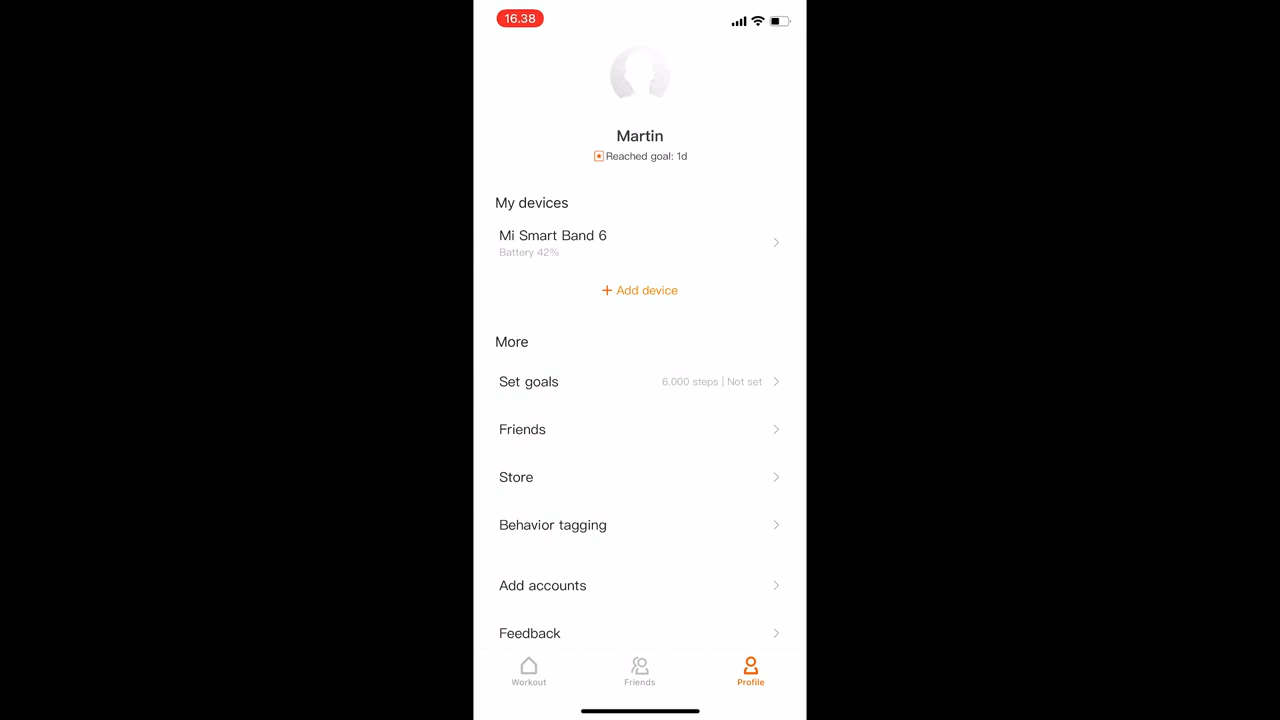 16.38
Martin
Reached goal: 1d
My devices
Mi Smart Band 6
Battery 42%
+ Add device
More
Set goals 6.000 steps | Not set
Friends
Store
Behavior tagging
Add accounts
Feedback
Workout Friends Profile